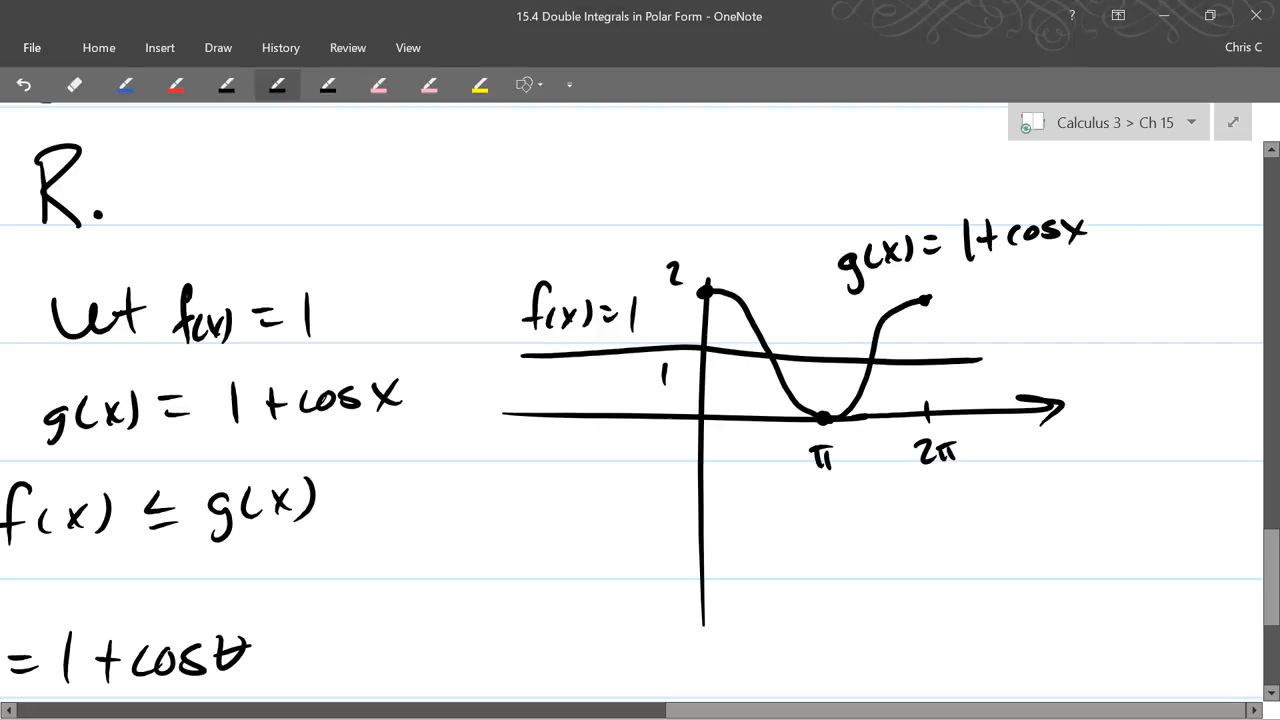 15.4 Double Integrals in Polar Form - OneNote
?
File Home Insert Draw History Review View
Chris C
Calculus 3 > Ch 15
R.
let f(x) = 1
g(x) = 1 + cos x
f(x) ≤ g(x)
= 1 + cos θ
g(x) = 1 + cos x
2
f(x) = 1
1
π
2π